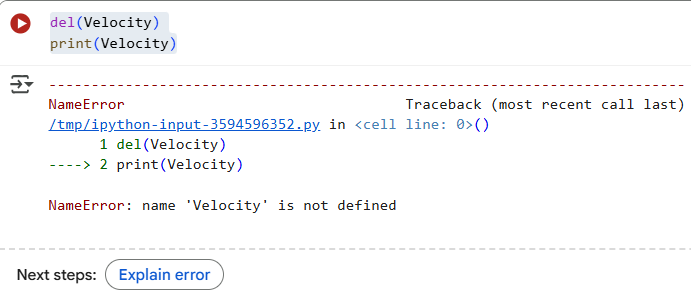 del(Velocity)
print(Velocity)
---------------------------------------------------------------------------
NameError                                 Traceback (most recent call last)
/tmp/ipython-input-3594596352.py in <cell line: 0>()
      1 del(Velocity)
----> 2 print(Velocity)
NameError: name 'Velocity' is not defined
Next steps: Explain error